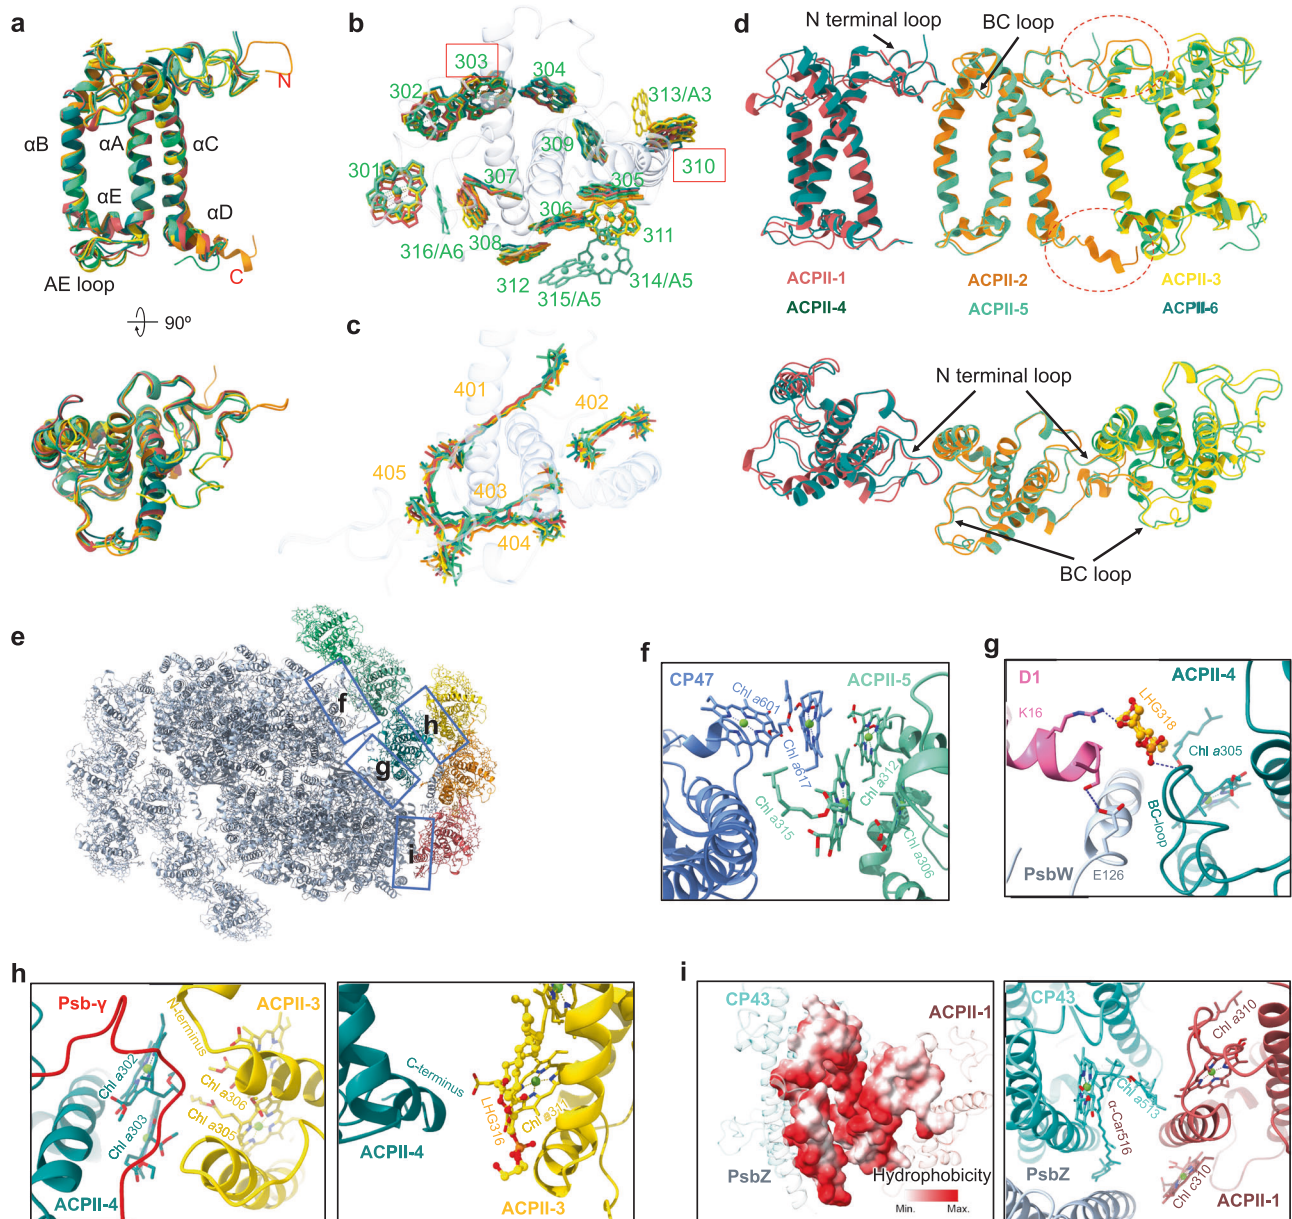 a
N
αB
αA
αC
αE
αD
AE loop
C
90º
b
303
304
302
313/A3
309
310
301
307
305
306
316/A6
308
311
312
314/A5
315/A5
c
401
402
405
403
404
d
N terminal loop
BC loop
ACPII-1
ACPII-2
ACPII-3
ACPII-4
ACPII-5
ACPII-6
N terminal loop
BC loop
e
f
h
g
i
f
CP47
ACPII-5
Chl a601
Chl a617
Chl a312
Chl a315
Chl a306
g
D1
ACPII-4
K16
LHG318
Chl a305
BC-loop
PsbW
E126
h
Psb-γ
N-terminus
ACPII-3
Chl a302
Chl a306
Chl a303
Chl a305
ACPII-4
C-terminus
LHG316
Chl a311
ACPII-4
ACPII-3
i
CP43
ACPII-1
PsbZ
Hydrophobicity
Min.
Max.
CP43
Chl a310
Chl a513
α-Car516
PsbZ
Chl c310
ACPII-1